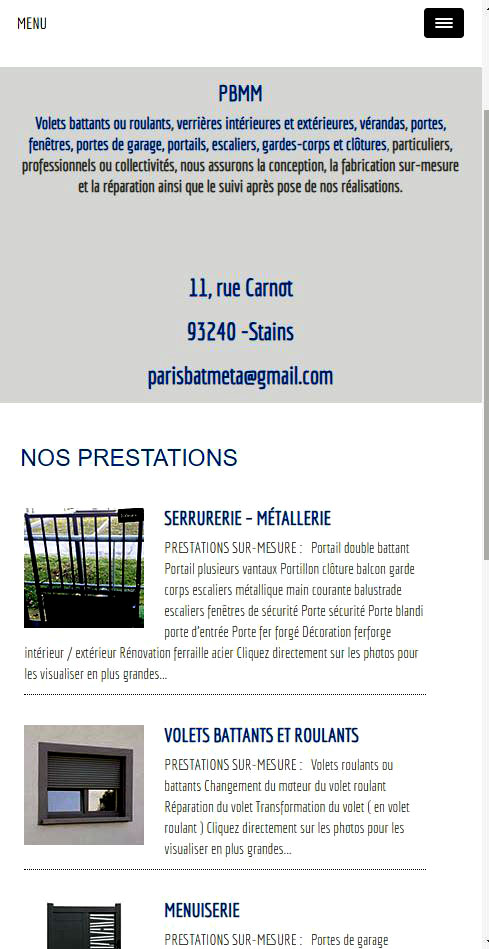 MENU
PBMM
Volets battants ou roulants, verrières intérieures et extérieures, vérandas, portes,
fenêtres, portes de garage, portails, escaliers, gardes-corps et clôtures, particuliers,
professionnels ou collectivités, nous assurons la conception, la fabrication sur-mesure
et la réparation ainsi que le suivi après pose de nos réalisations.
11, rue Carnot
93240 -Stains
parisbatmeta@gmail.com
NOS PRESTATIONS
SERRURERIE – MÉTALLERIE
PRESTATIONS SUR-MESURE : Portail double battant
Portail plusieurs vantaux Portillon clôture balcon garde
corps escaliers métallique main courante balustrade
escaliers fenêtres de sécurité Porte sécurité Porte blandi
porte d'entrée Porte fer forgé Décoration ferforge
intérieur / extérieur Rénovation ferraille acier Cliquez directement sur les photos pour
les visualiser en plus grandes...
VOLETS BATTANTS ET ROULANTS
PRESTATIONS SUR-MESURE : Volets roulants ou
battants Changement du moteur du volet roulant
Réparation du volet Transformation du volet ( en volet
roulant ) Cliquez directement sur les photos pour les
visualiser en plus grandes...
MENUISERIE
PRESTATIONS SUR-MESURE : Portes de garage